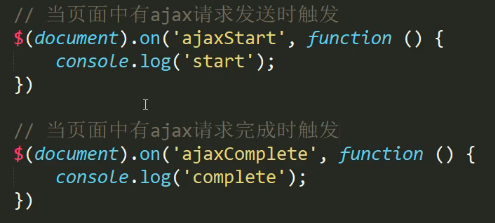 // 当页面中有ajax请求发送时触发
$(document).on('ajaxStart', function () {
    console.log('start');
})
// 当页面中有ajax请求完成时触发
$(document).on('ajaxComplete', function () {
    console.log('complete');
})